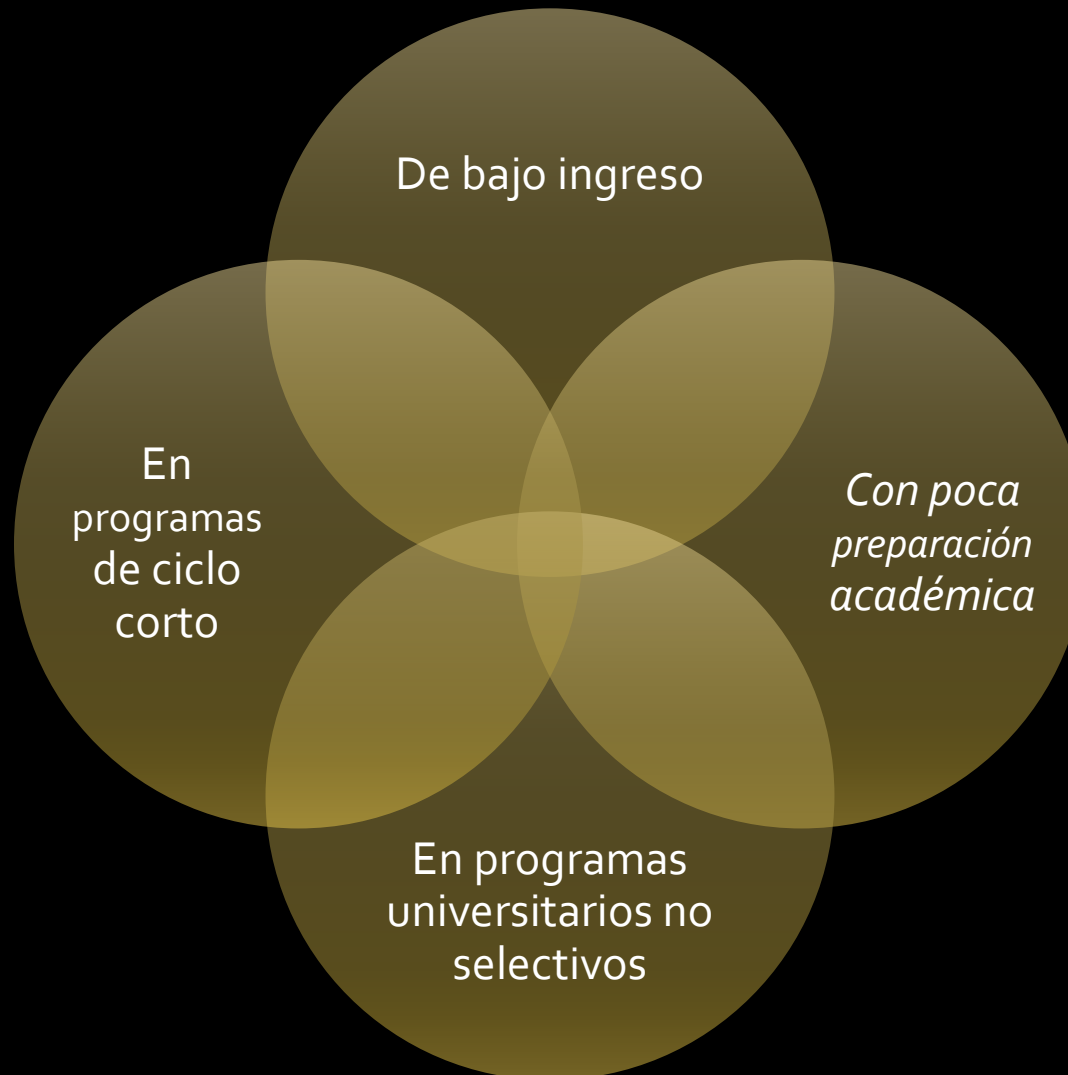 De bajo ingreso
En
programas
de ciclo
corto
Con poca
preparación
académica
En programas
universitarios no
selectivos